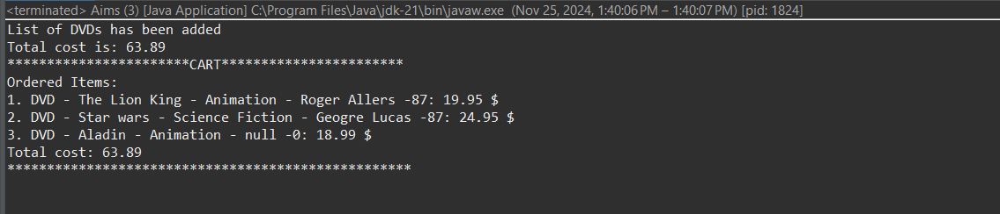 <terminated> Aims (3) [Java Application] C:\Program Files\Java\jdk-21\bin\javaw.exe (Nov 25, 2024, 1:40:06 PM – 1:40:07 PM) [pid: 1824]
List of DVDs has been added
Total cost is: 63.89
***********************CART***********************
Ordered Items:
1. DVD - The Lion King - Animation - Roger Allers -87: 19.95 $
2. DVD - Star wars - Science Fiction - Geogre Lucas -87: 24.95 $
3. DVD - Aladin - Animation - null -0: 18.99 $
Total cost: 63.89
***************************************************